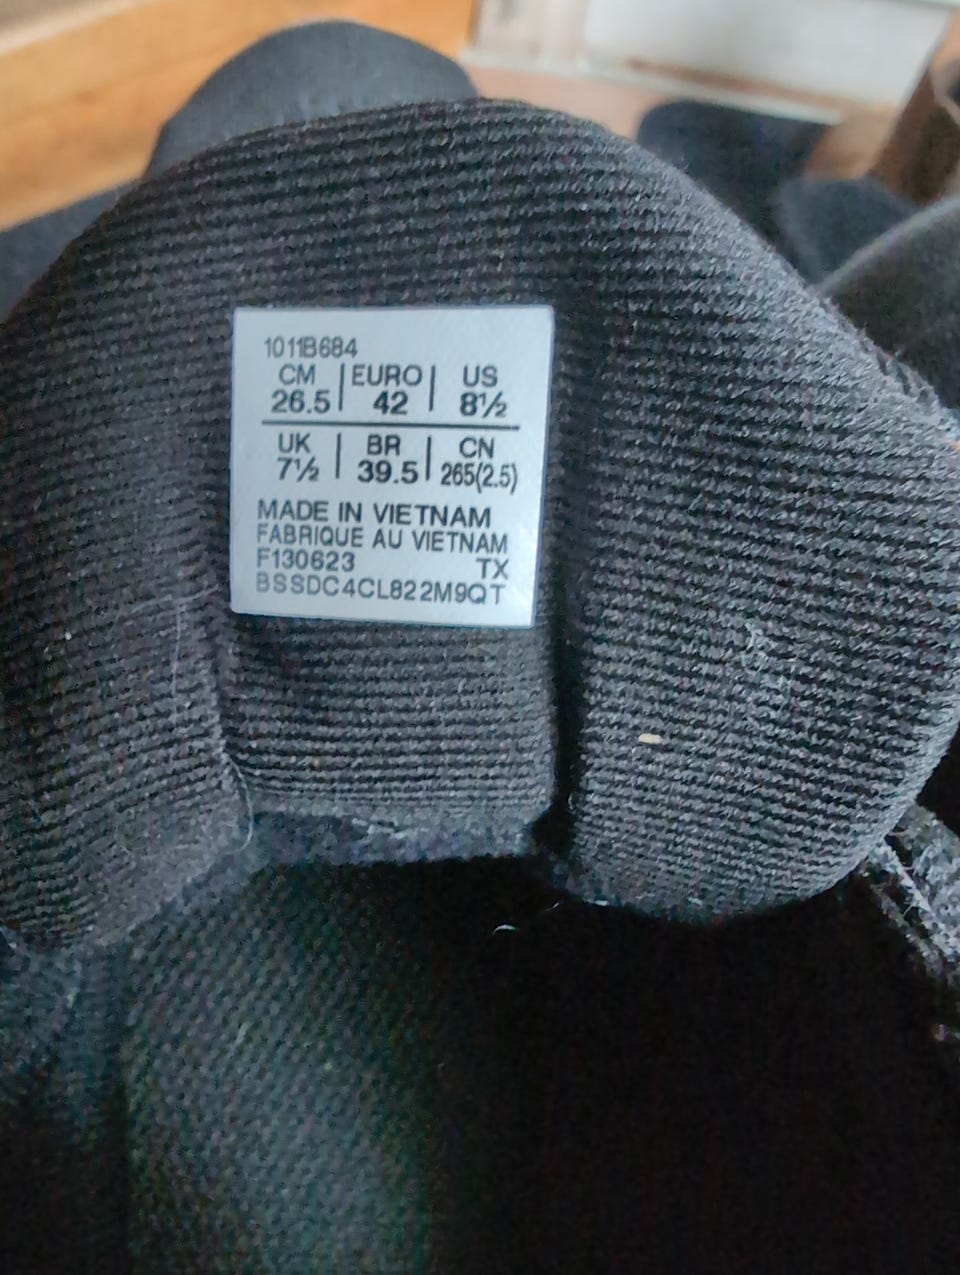 1011B684
CM | EURO | US
26.5 | 42 | 8½
UK | BR | CN
7½ | 39.5 | 265(2.5)
MADE IN VIETNAM
FABRIQUE AU VIETNAM
F130623 TX
BSSDC4CL822M9QT